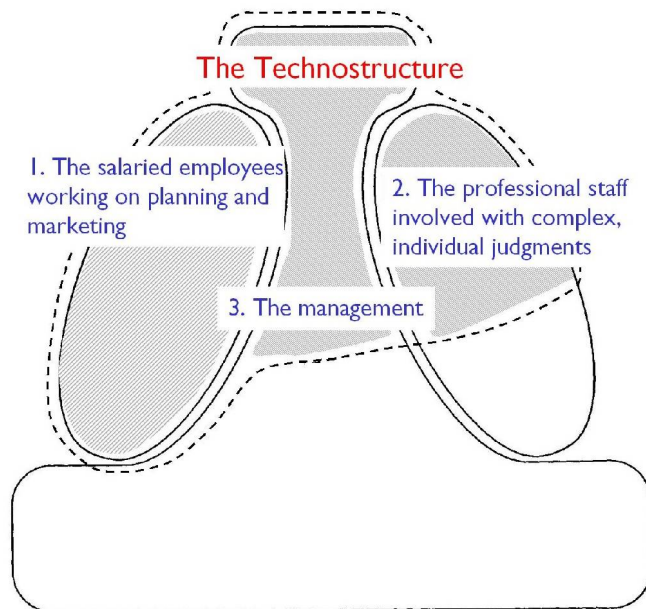 The Technostructure
1. The salaried employees
working on planning and
marketing
2. The professional staff
involved with complex,
individual judgments
3. The management